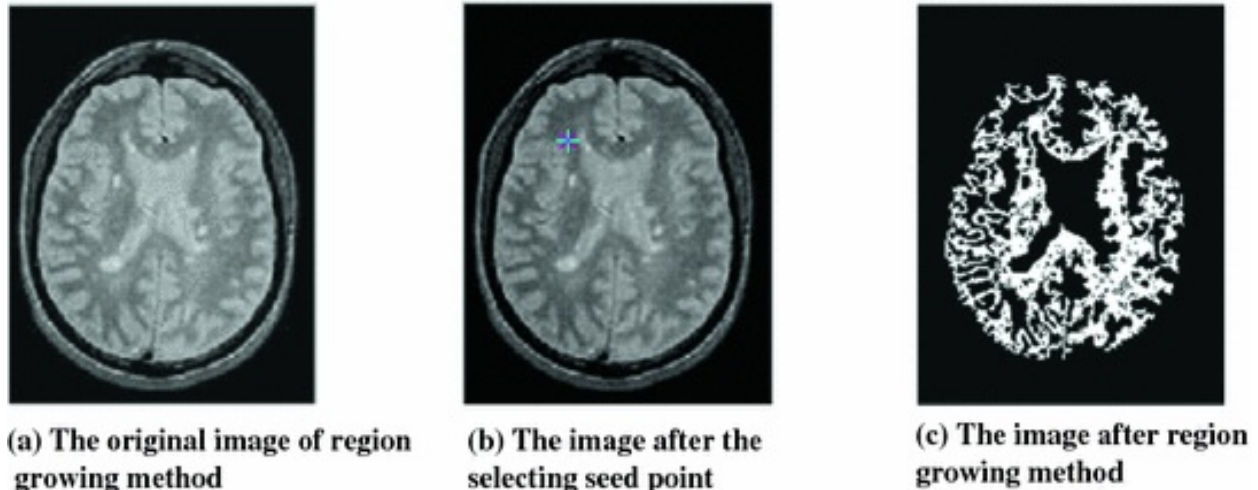 (a) The original image of region
growing method
(b) The image after the
selecting seed point
(c) The image after region
growing method